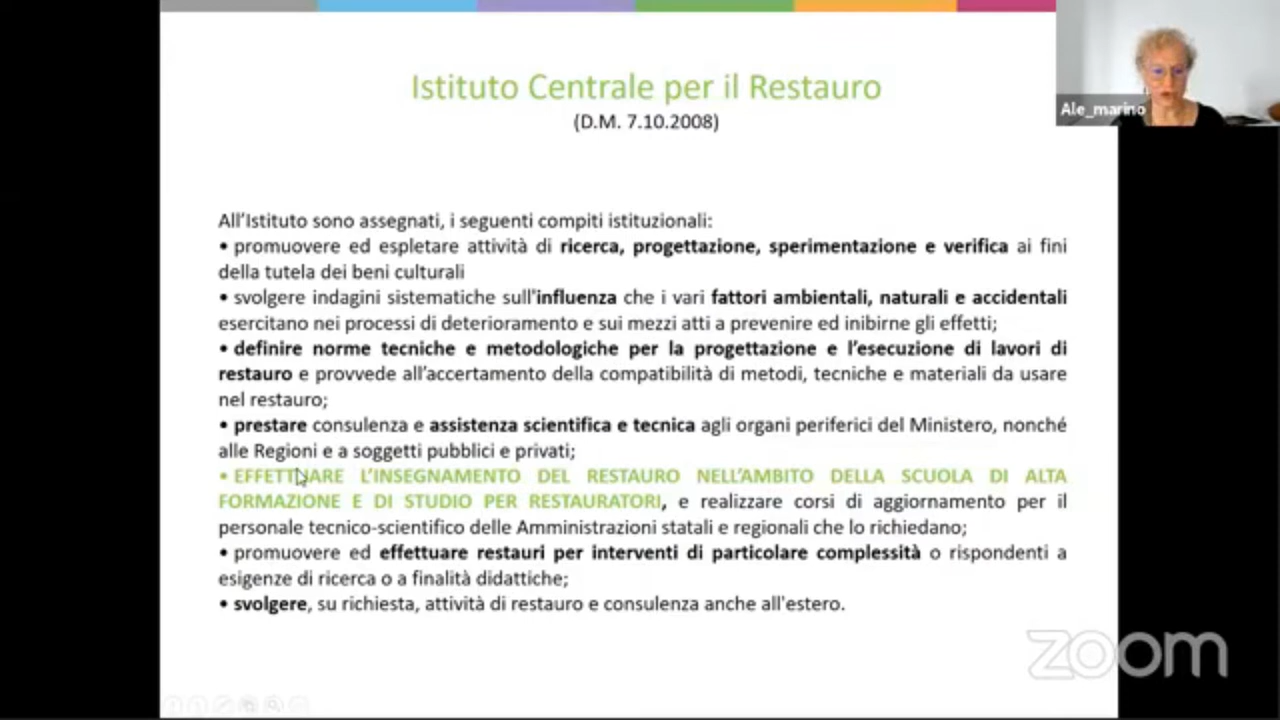 Istituto Centrale per il Restauro
(D.M. 7.10.2008)
Ale_marino
All'Istituto sono assegnati, i seguenti compiti istituzionali:
• promuovere ed espletare attività di ricerca, progettazione, sperimentazione e verifica ai fini
della tutela dei beni culturali
• svolgere indagini sistematiche sull'influenza che i vari fattori ambientali, naturali e accidentali
esercitano nei processi di deterioramento e sui mezzi atti a prevenire ed inibirne gli effetti;
• definire norme tecniche e metodologiche per la progettazione e l'esecuzione di lavori di
restauro e provvede all'accertamento della compatibilità di metodi, tecniche e materiali da usare
nel restauro;
• prestare consulenza e assistenza scientifica e tecnica agli organi periferici del Ministero, nonché
alle Regioni e a soggetti pubblici e privati;
• EFFETTUARE L'INSEGNAMENTO DEL RESTAURO NELL'AMBITO DELLA SCUOLA DI ALTA
FORMAZIONE E DI STUDIO PER RESTAURATORI, e realizzare corsi di aggiornamento per il
personale tecnico-scientifico delle Amministrazioni statali e regionali che lo richiedano;
• promuovere ed effettuare restauri per interventi di particolare complessità o rispondenti a
esigenze di ricerca o a finalità didattiche;
• svolgere, su richiesta, attività di restauro e consulenza anche all'estero.
zoom